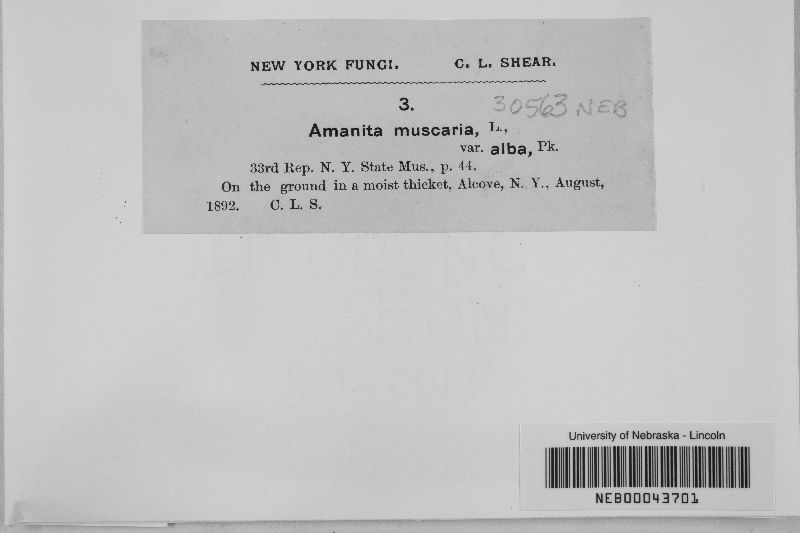 NEW YORK FUNGI. C. L. SHEAR.
3. 30563 NEB
Amanita muscaria, L.,
var. alba, Pk.
33rd Rep. N. Y. State Mus., p. 44.
On the ground in a moist thicket, Alcove, N. Y., August,
1892. C. L. S.
University of Nebraska - Lincoln
NEB00043701